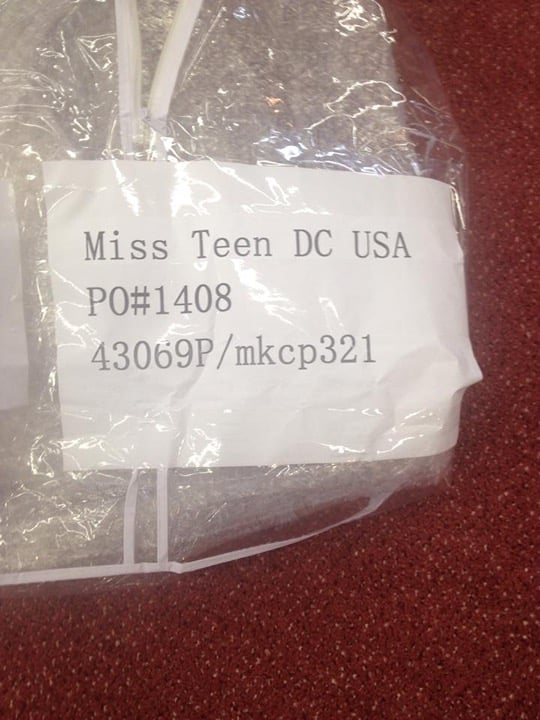 Miss Teen DC USA
PO#1408
43069P/mkcp321